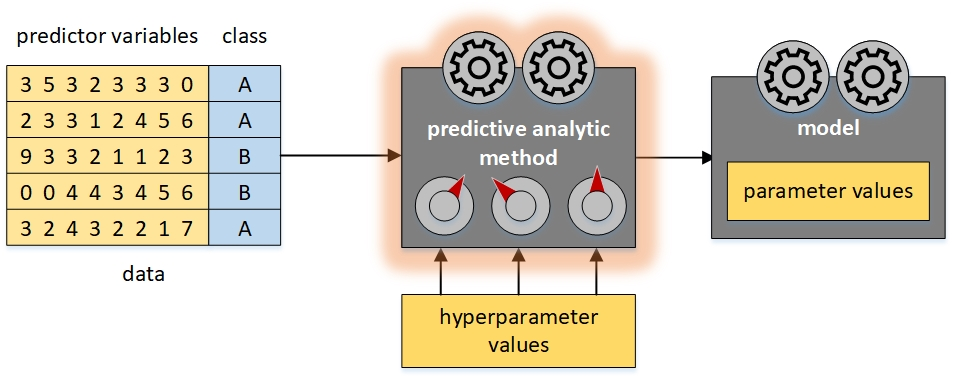 predictor variables class
3 5 3 2 3 3 3 0 A
2 3 3 1 2 4 5 6 A
9 3 3 2 1 1 2 3 B
0 0 4 4 3 4 5 6 B
3 2 4 3 2 2 1 7 A
data
predictive analytic
method
hyperparameter
values
model
parameter values